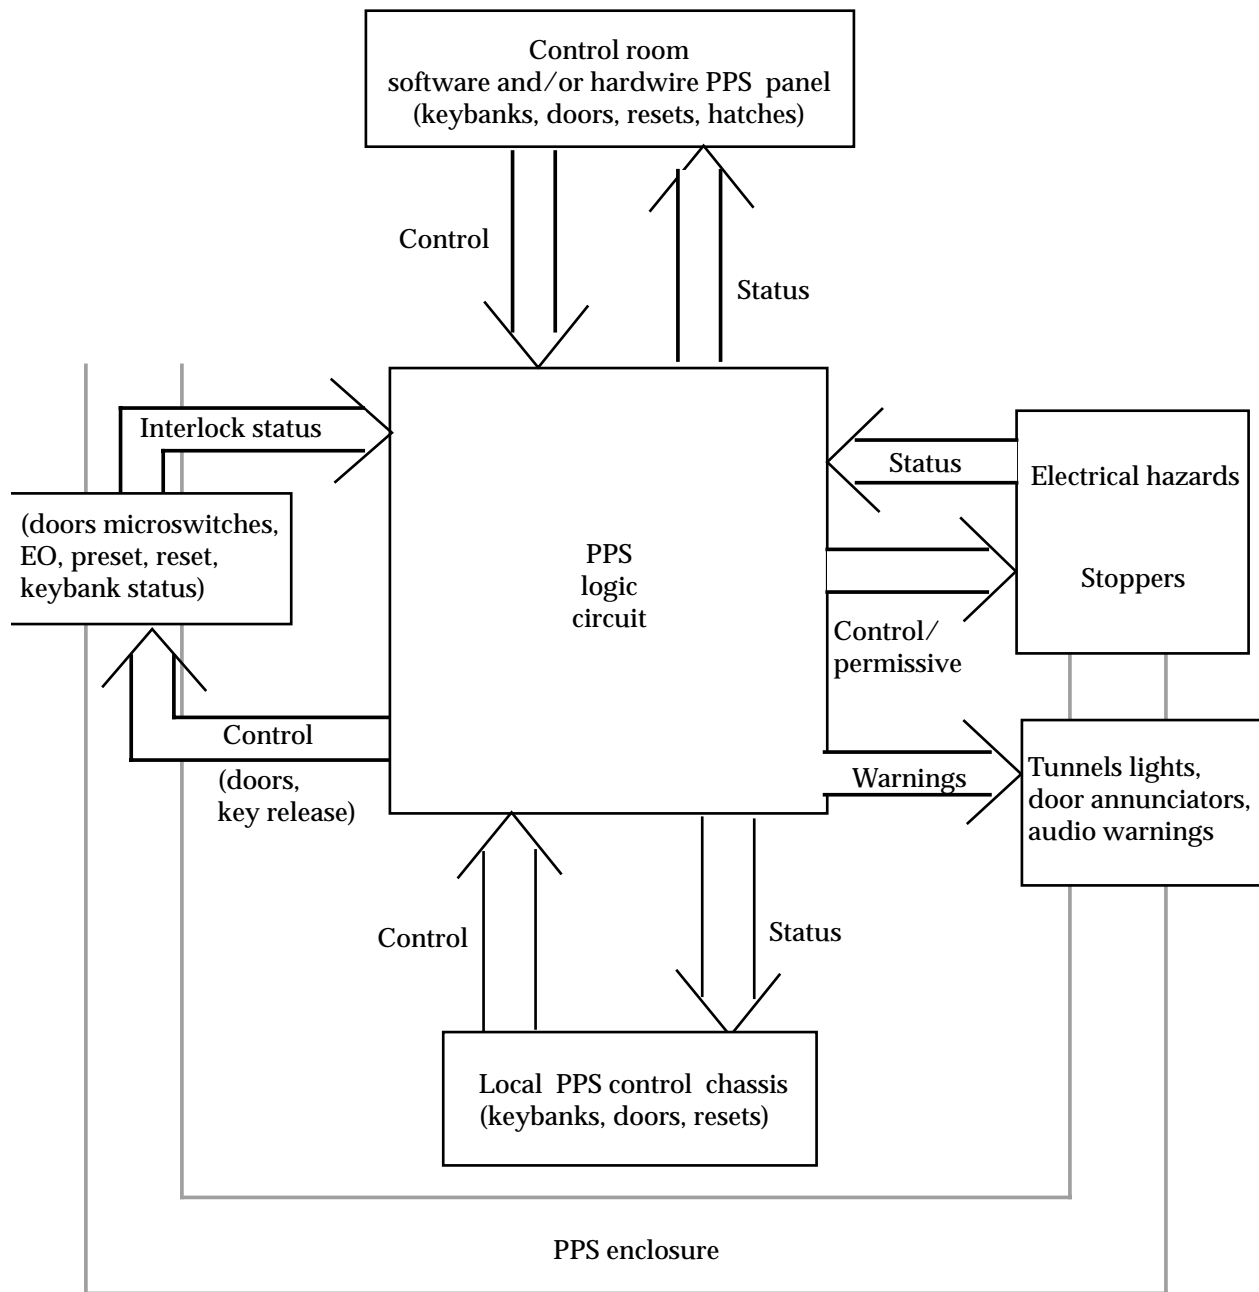 Control room
software and/or hardwire PPS panel
(keybanks, doors, resets, hatches)
Control
Status
Interlock status
(doors microswitches,
EO, preset, reset,
keybank status)
Control
(doors,
key release)
PPS
logic
circuit
Status
Electrical hazards
Stoppers
Control/
permissive
Warnings
Tunnels lights,
door annunciators,
audio warnings
Control
Status
Local PPS control chassis
(keybanks, doors, resets)
PPS enclosure